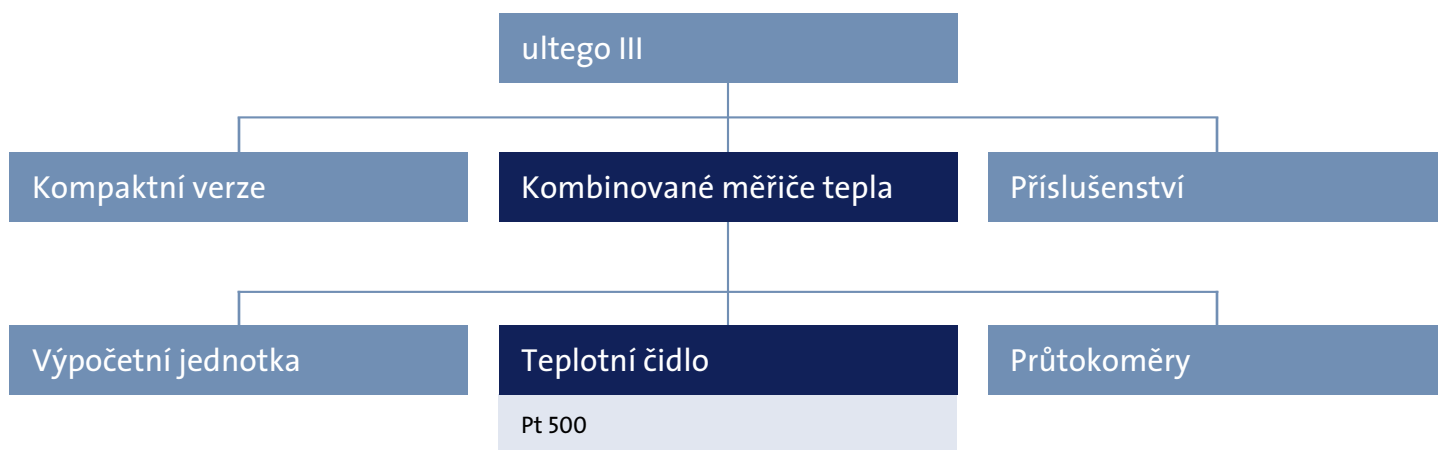 ultego III
Kompaktní verze
Kombinované měřiče tepla
Příslušenství
Výpočetní jednotka
Teplotní čidlo
Průtokoměry
Pt 500